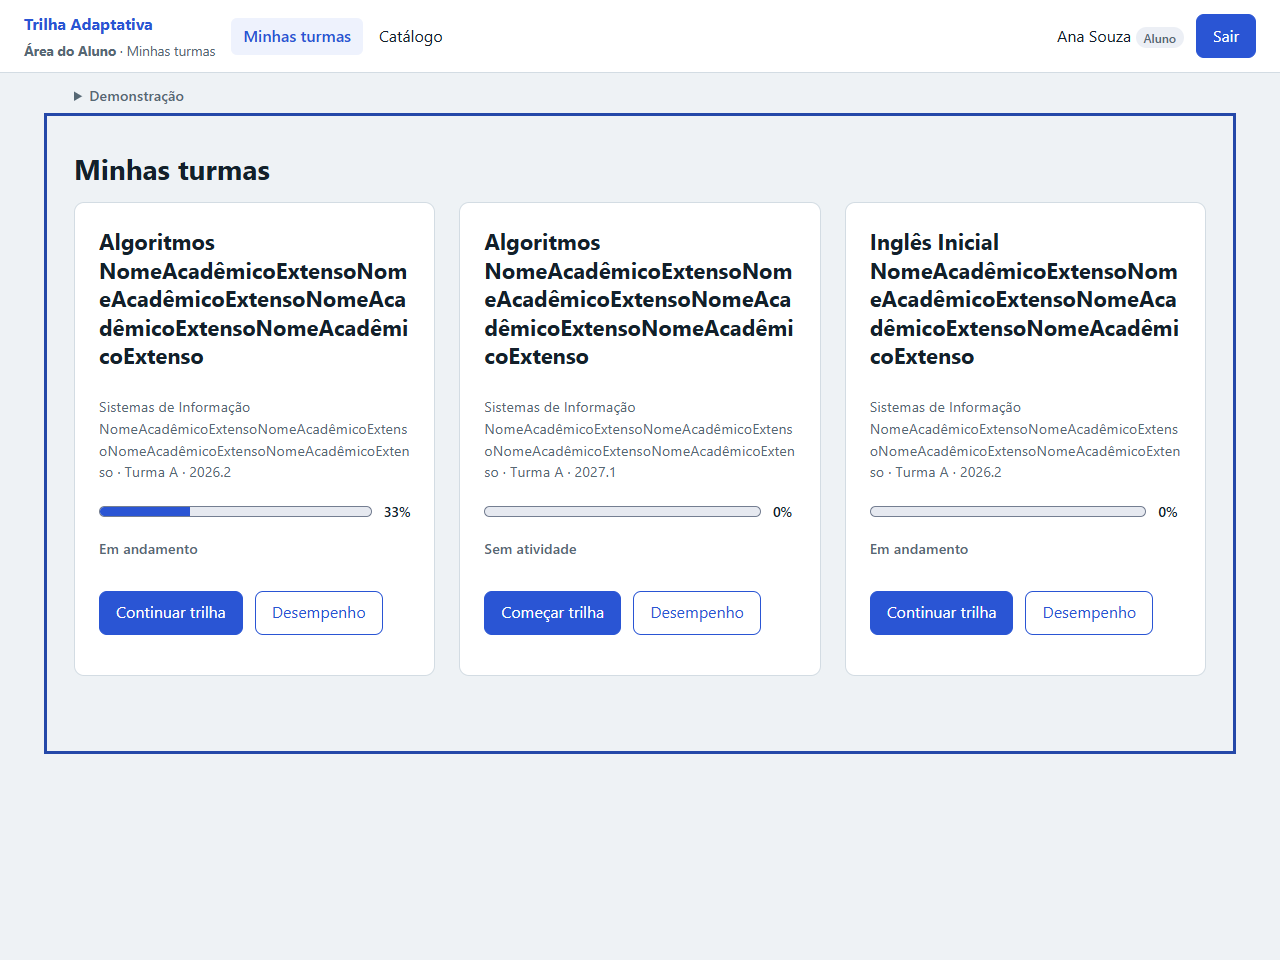 Trilha Adaptativa
Área do Aluno · Minhas turmas
Minhas turmas
Catálogo
Ana Souza
Aluno
Sair
Demonstração
Minhas turmas
Algoritmos
NomeAcadêmicoExtensoNom
eAcadêmicoExtensoNomeAca
dêmicoExtensoNomeAcadêmi
coExtenso
Sistemas de Informação
NomeAcadêmicoExtensoNomeAcadêmicoExtens
oNomeAcadêmicoExtensoNomeAcadêmicoExten
so · Turma A · 2026.2
33%
Em andamento
Continuar trilha
Desempenho
Algoritmos
NomeAcadêmicoExtensoNom
eAcadêmicoExtensoNomeAca
dêmicoExtensoNomeAcadêmi
coExtenso
Sistemas de Informação
NomeAcadêmicoExtensoNomeAcadêmicoExtens
oNomeAcadêmicoExtensoNomeAcadêmicoExten
so · Turma A · 2027.1
0%
Sem atividade
Começar trilha
Desempenho
Inglês Inicial
NomeAcadêmicoExtensoNom
eAcadêmicoExtensoNomeAca
dêmicoExtensoNomeAcadêmi
coExtenso
Sistemas de Informação
NomeAcadêmicoExtensoNomeAcadêmicoExtens
oNomeAcadêmicoExtensoNomeAcadêmicoExten
so · Turma A · 2026.2
0%
Em andamento
Continuar trilha
Desempenho